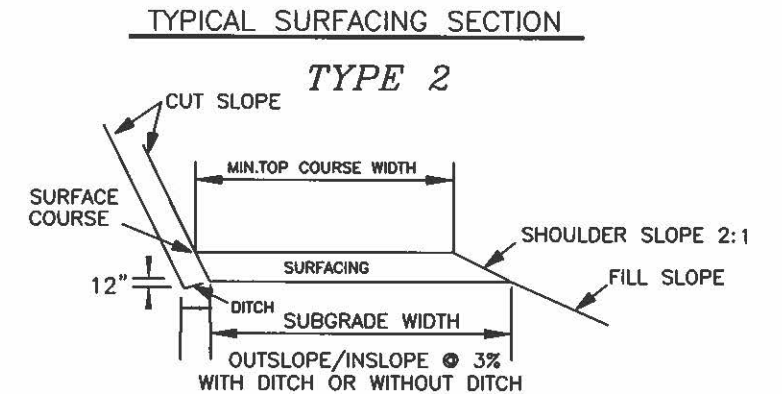 TYPICAL SURFACING SECTION
TYPE 2
CUT SLOPE
MIN.TOP COURSE WIDTH
SURFACE
COURSE
SHOULDER SLOPE 2:1
SURFACING
FILL SLOPE
12"
DITCH
SUBGRADE WIDTH
OUTSLOPE/INSLOPE @ 3%
WITH DITCH OR WITHOUT DITCH